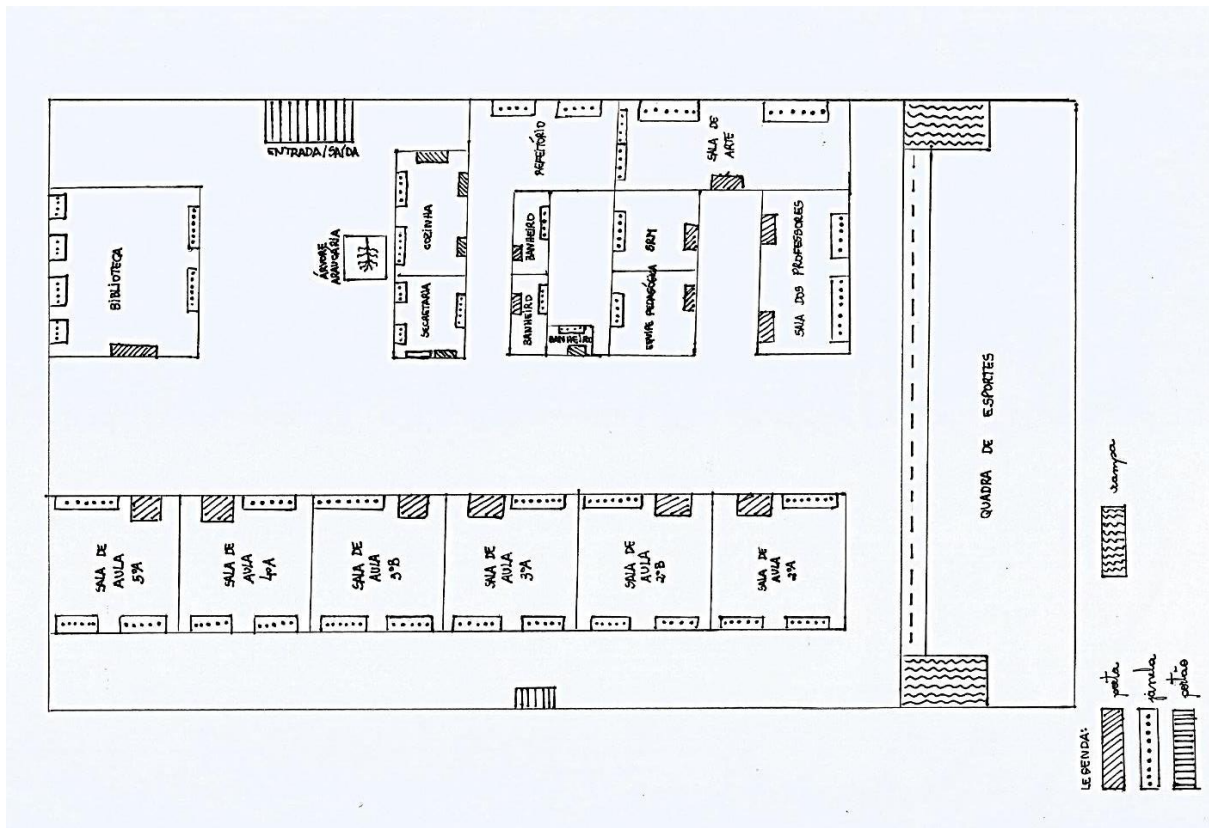 ENTRADA/SAÍDA
BIBLIOTECA
ÁRVORE
ARAUCÁRIA
COZINHA
SECRETARIA
REFEITÓRIO
BANHEIRO
BANHEIRO
BANHEIRO
SALA DE
ARTE
SRM
EQUIPE PEDAGÓGICA
SALA DOS PROFESSORES
QUADRA DE ESPORTES
SALA DE
AULA
5ºA
SALA DE
AULA
4ºA
SALA DE
AULA
3ºB
SALA DE
AULA
3ºA
SALA DE
AULA
2ºB
SALA DE
AULA
2ºA
LEGENDA:
porta
janela
portão
rampa